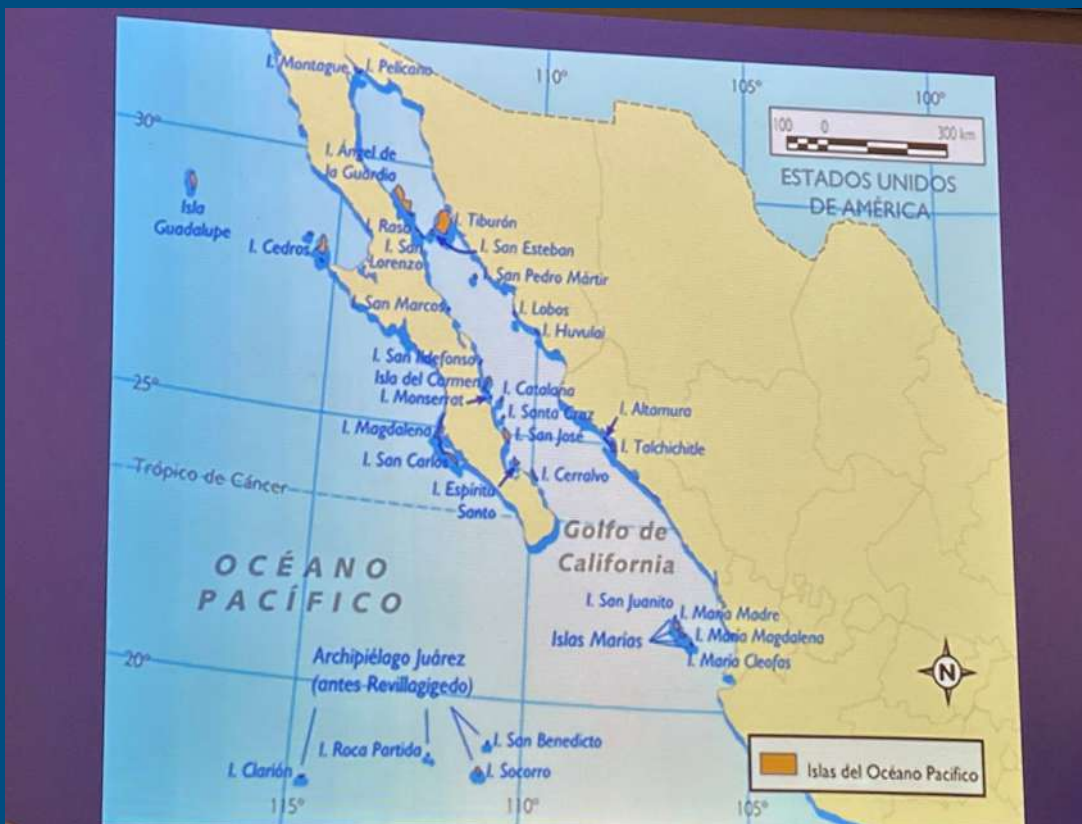 110°
105°
100°
I. Montague
I. Pelicano
100 0 300 km
30°
ESTADOS UNIDOS
DE AMÉRICA
I. Ángel de
la Guardia
Isla
Guadalupe
I. Tiburón
I. Rasa
I. San Esteban
I. Cedros
I. San
Lorenzo
I. San Pedro Mártir
I. San Marcos
I. Lobos
I. Huvulai
I. San Ildefonso
25°
Isla del Carmen
I. Catalana
I. Monserrat
I. Santa Cruz
I. Altamura
I. Magdalena
I. San José
I. Talchichitle
I. San Carlos
I. Cerralvo
Trópico de Cáncer
I. Espíritu
Santo
Golfo de
California
OCÉANO
PACÍFICO
I. San Juanito
I. María Madre
Islas Marías
I. María Magdalena
I. María Cleofas
20°
Archipiélago Juárez
(antes Revillagigedo)
N
I. San Benedicto
I. Roca Partida
I. Clarión
I. Socorro
Islas del Océano Pacífico
115°
110°
105°